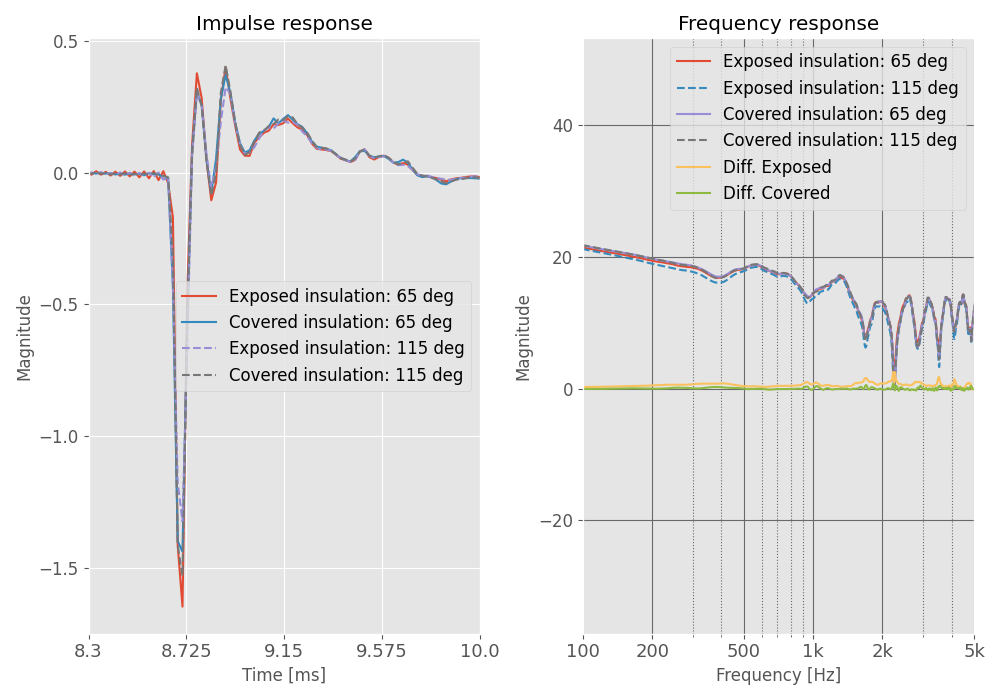 Impulse response
Magnitude
0.5
0.0
−0.5
−1.0
−1.5
8.3
8.725
9.15
9.575
10.0
Time [ms]
Exposed insulation: 65 deg
Covered insulation: 65 deg
Exposed insulation: 115 deg
Covered insulation: 115 deg
Frequency response
Magnitude
40
20
0
−20
100
200
500
1k
2k
5k
Frequency [Hz]
Exposed insulation: 65 deg
Exposed insulation: 115 deg
Covered insulation: 65 deg
Covered insulation: 115 deg
Diff. Exposed
Diff. Covered